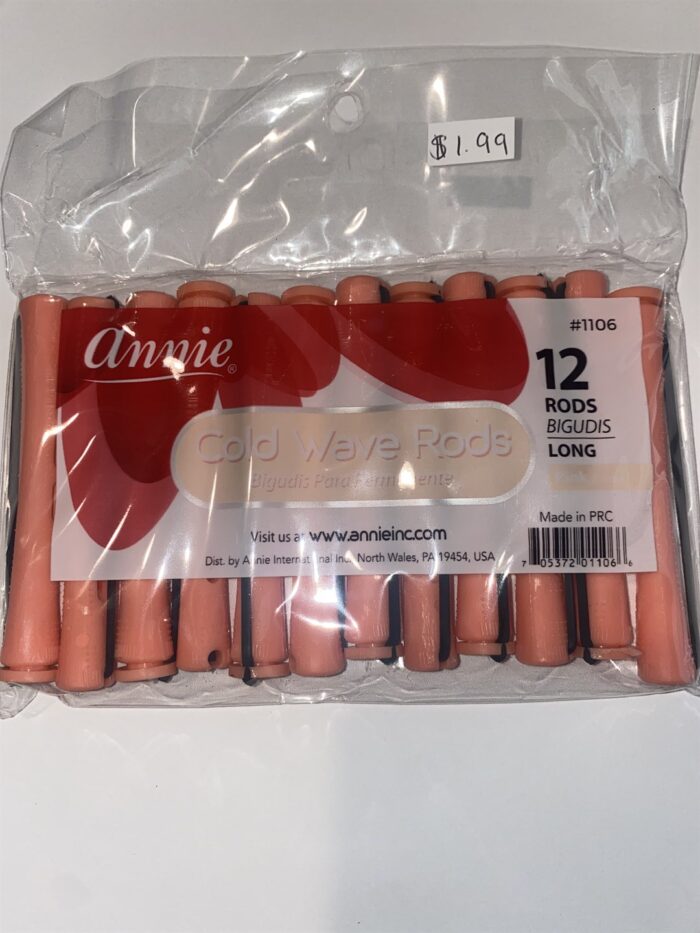 $1.99
annie®
#1106
12
RODS
BIGUDIS
LONG
Pink
Cold Wave Rods
Bigudis Para Permanente
Visit us at www.annieinc.com
Made in PRC
Dist. by Annie International Inc. North Wales, PA 19454, USA
7 05372 01106 6